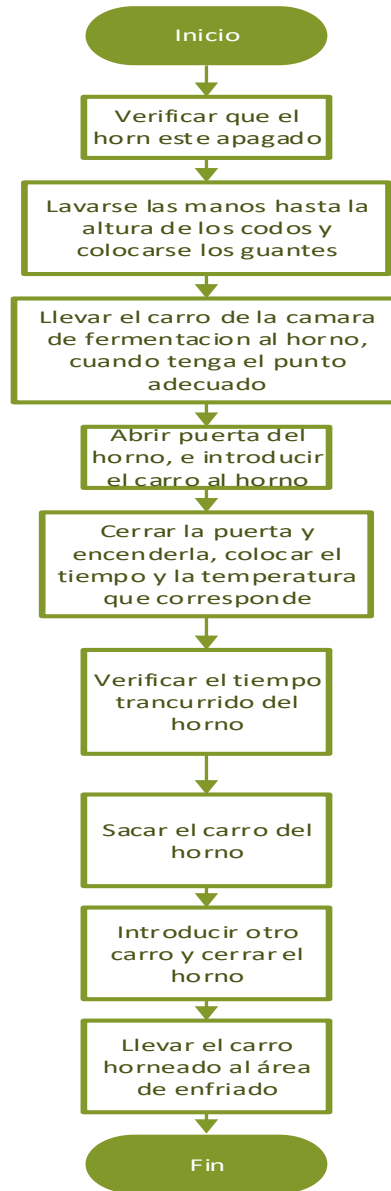 Inicio
Verificar que el
horn este apagado
Lavarse las manos hasta la
altura de los codos y
colocarse los guantes
Llevar el carro de la camara
de fermentacion al horno,
cuando tenga el punto
adecuado
Abrir puerta del
horno, e introducir
el carro al horno
Cerrar la puerta y
encenderla, colocar el
tiempo y la temperatura
que corresponde
Verificar el tiempo
trancurrido del
horno
Sacar el carro del
horno
Introducir otro
carro y cerrar el
horno
Llevar el carro
horneado al área
de enfriado
Fin